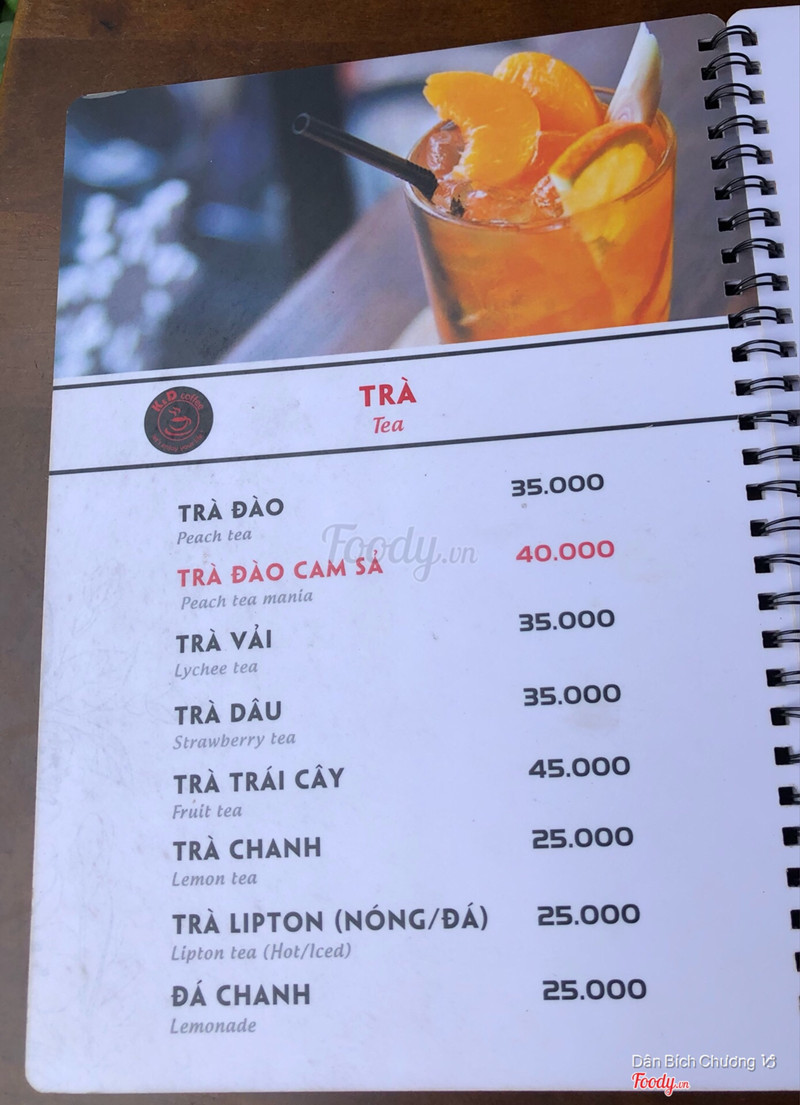 K&D coffee
TRÀ
Tea
TRÀ ĐÀO 35.000
Peach tea
TRÀ ĐÀO CAM SẢ 40.000
Peach tea mania
TRÀ VẢI 35.000
Lychee tea
TRÀ DÂU 35.000
Strawberry tea
TRÀ TRÁI CÂY 45.000
Fruit tea
TRÀ CHANH 25.000
Lemon tea
TRÀ LIPTON (NÓNG/ĐÁ) 25.000
Lipton tea (Hot/Iced)
ĐÁ CHANH 25.000
Lemonade
Foody.vn
Dân Bích Chương
Foody.vn